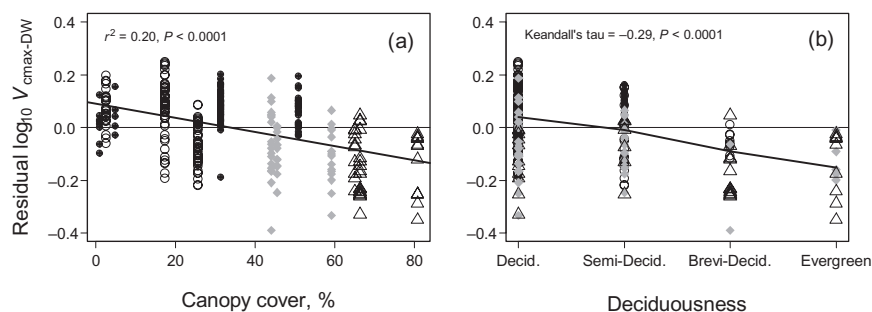 Residual log10 Vcmax-DW
0.4
0.2
0.0
–0.2
–0.4
r2 = 0.20, P < 0.0001
(a)
0 20 40 60 80
Canopy cover, %
0.4
0.2
0.0
–0.2
–0.4
Keandall's tau = –0.29, P < 0.0001
(b)
Decid. Semi-Decid. Brevi-Decid. Evergreen
Deciduousness